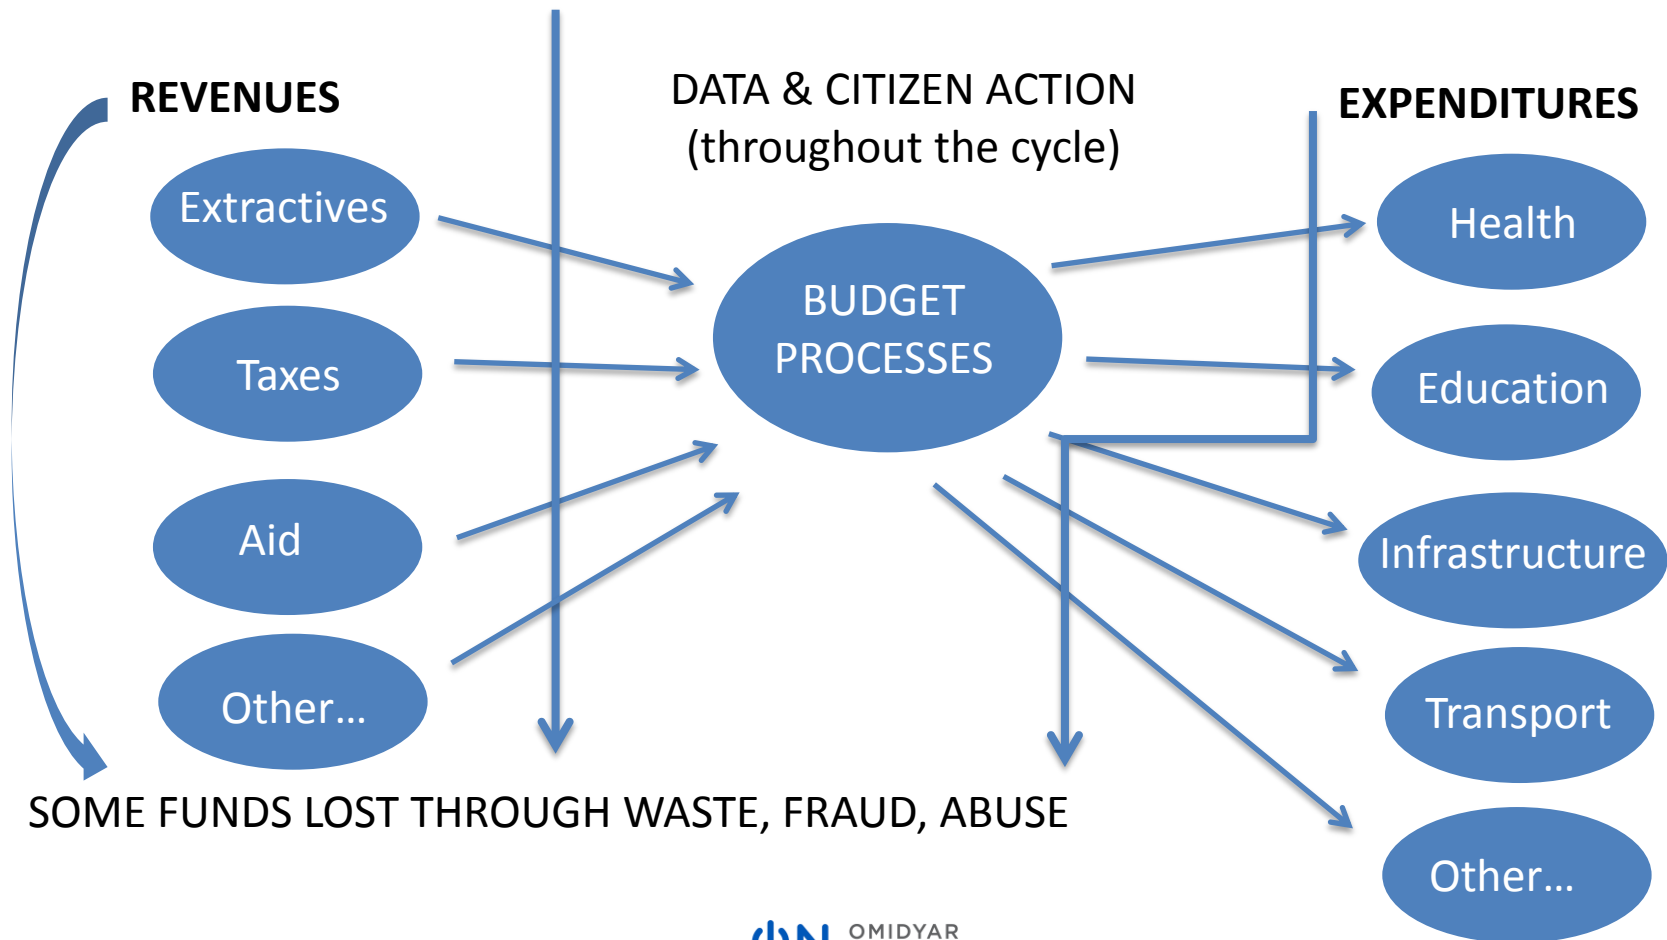 REVENUES
DATA & CITIZEN ACTION
(throughout the cycle)
EXPENDITURES
Extractives
Taxes
Aid
Other...
BUDGET
PROCESSES
Health
Education
Infrastructure
Transport
Other...
SOME FUNDS LOST THROUGH WASTE, FRAUD, ABUSE
OMIDYAR